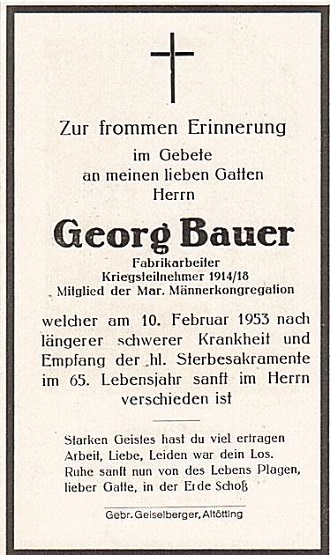 Zur frommen Erinnerung
im Gebete
an meinen lieben Gatten
Herrn
Georg Bauer
Fabrikarbeiter
Kriegsteilnehmer 1914/18
Mitglied der Mar. Männerkongregation
welcher am 10. Februar 1953 nach
längerer schwerer Krankheit und
Empfang der hl. Sterbesakramente
im 65. Lebensjahr sanft im Herrn
verschieden ist
Starken Geistes hast du viel ertragen
Arbeit, Liebe, Leiden war dein Los.
Ruhe sanft nun von des Lebens Plagen,
lieber Gatte, in der Erde Schoß
Gebr. Geiselberger, Altötting